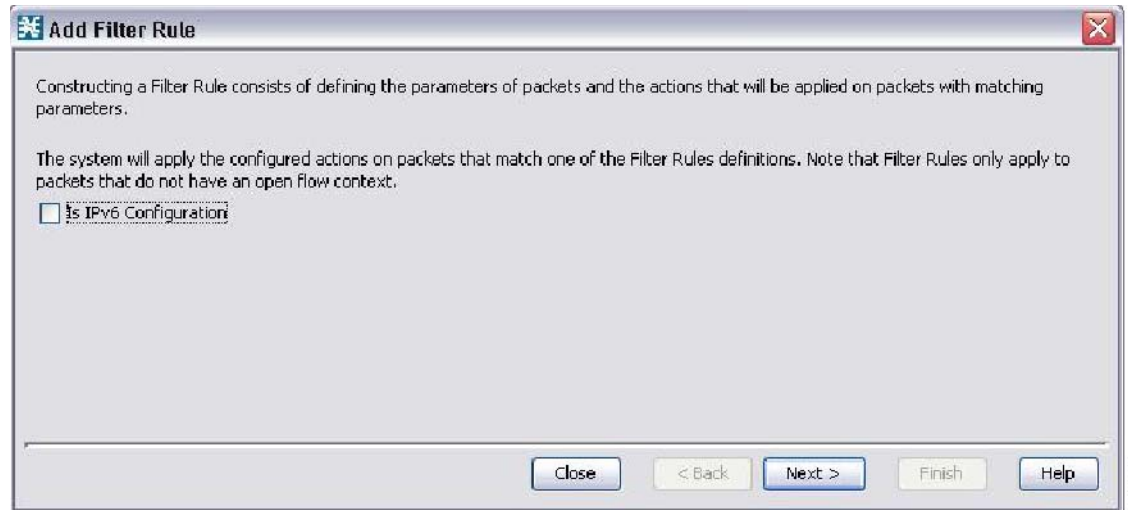 Add Filter Rule
Constructing a Filter Rule consists of defining the parameters of packets and the actions that will be applied on packets with matching
parameters.
The system will apply the configured actions on packets that match one of the Filter Rules definitions. Note that Filter Rules only apply to
packets that do not have an open flow context.
Is IPv6 Configuration
Close
< Back
Next >
Finish
Help